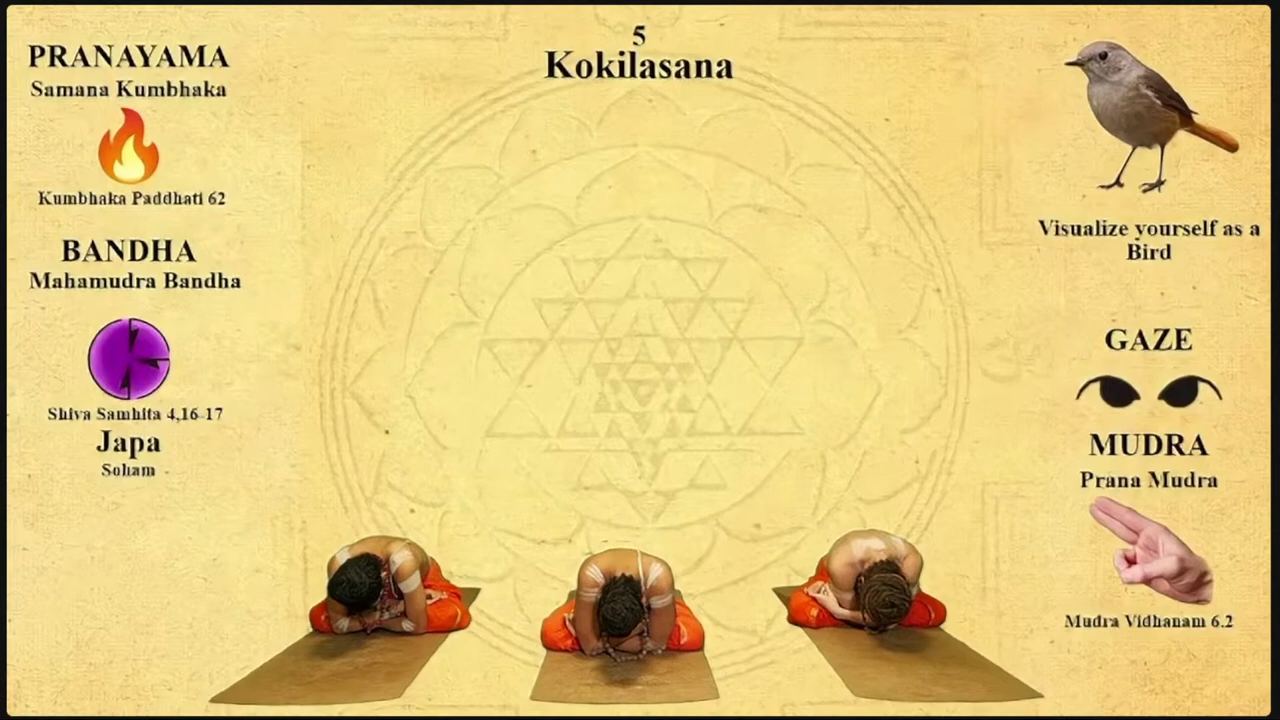 5
Kokilasana
PRANAYAMA
Samana Kumbhaka
Kumbhaka Paddhati 62
BANDHA
Mahamudra Bandha
Shiva Samhita 4,16-17
Japa
Soham
Visualize yourself as a
Bird
GAZE
MUDRA
Prana Mudra
Mudra Vidhanam 6.2